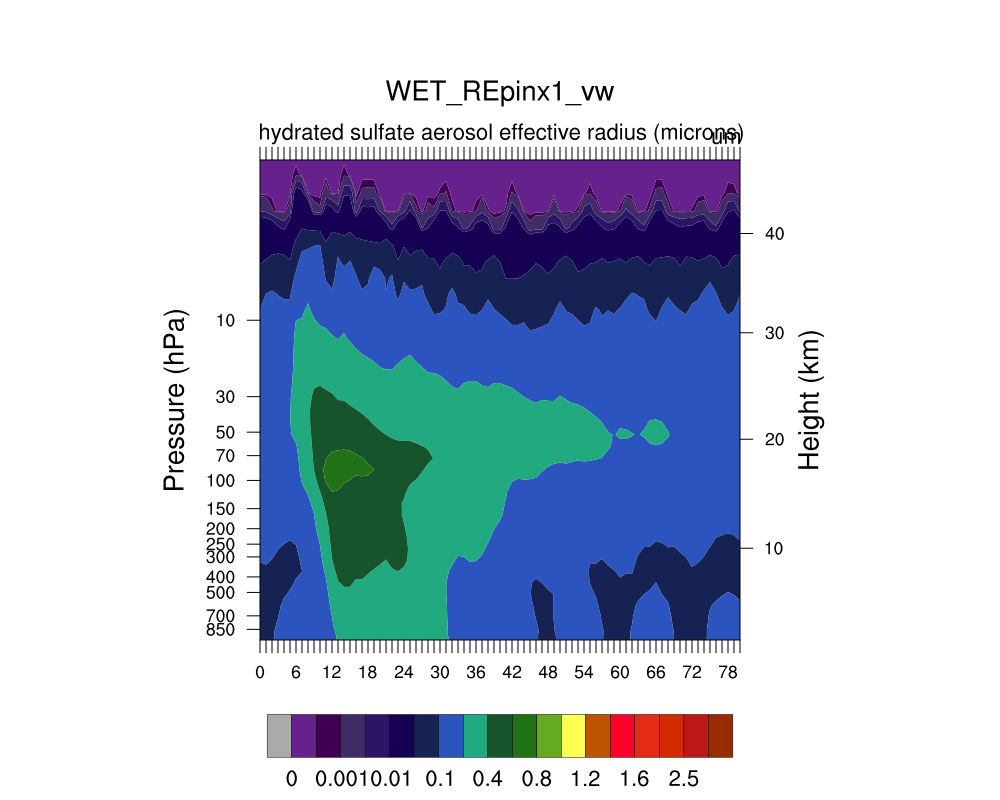 WET_REpinx1_vw
hydrated sulfate aerosol effective radius (microns)
um
40
10
30
30
50
20
70
100
150
200
250
10
300
400
500
700
850
Pressure (hPa)
Height (km)
0 6 12 18 24 30 36 42 48 54 60 66 72 78
0 0.001 0.01 0.1 0.4 0.8 1.2 1.6 2.5